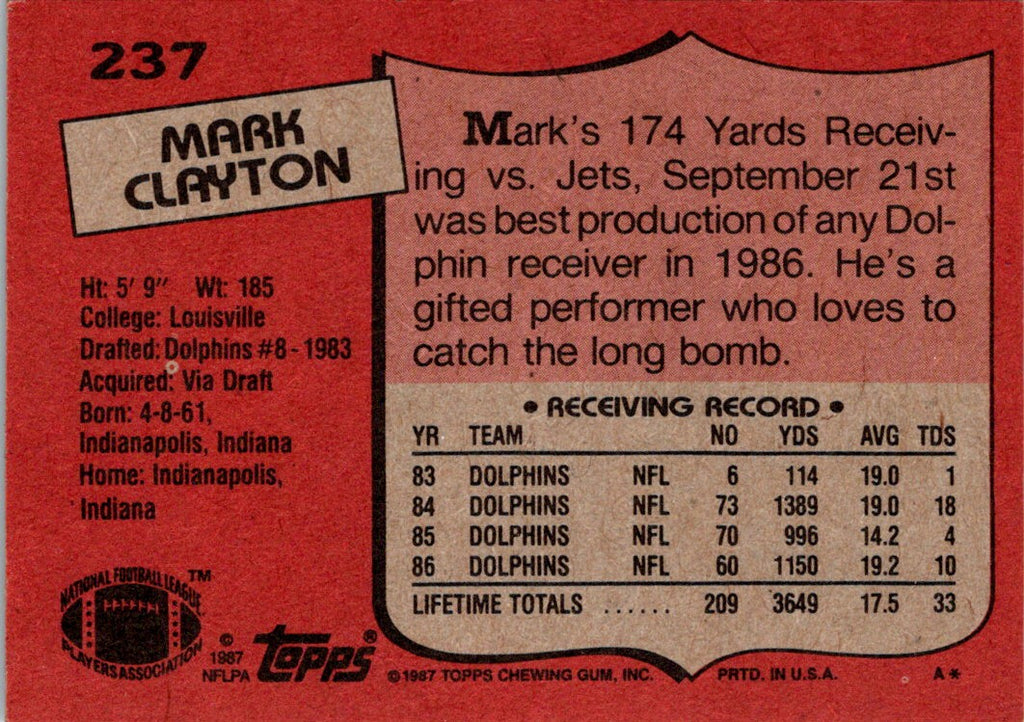 237
MARK
CLAYTON
Ht: 5' 9" Wt: 185
College: Louisville
Drafted: Dolphins #8-1983
Acquired: Via Draft
Born: 4-8-61,
Indianapolis, Indiana
Home: Indianapolis,
Indiana
NATIONAL FOOTBALL LEAGUE ™
PLAYERS ASSOCIATION
© 1987 NFLPA
topps®
Mark's 174 Yards Receiv-
ing vs. Jets, September 21st
was best production of any Dol-
phin receiver in 1986. He's a
gifted performer who loves to
catch the long bomb.
• RECEIVING RECORD •
YR TEAM NO YDS AVG TDS
83 DOLPHINS NFL 6 114 19.0 1
84 DOLPHINS NFL 73 1389 19.0 18
85 DOLPHINS NFL 70 996 14.2 4
86 DOLPHINS NFL 60 1150 19.2 10
LIFETIME TOTALS ...... 209 3649 17.5 33
©1987 TOPPS CHEWING GUM, INC. PRTD. IN U.S.A. A*